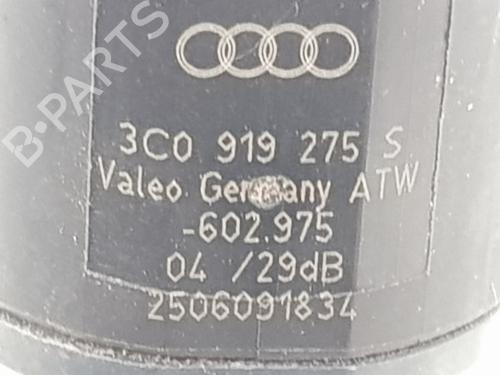 B-PARTS
3C0 919 275 S
Valeo Germany ATW
-602.975
04 /29dB
2506091834